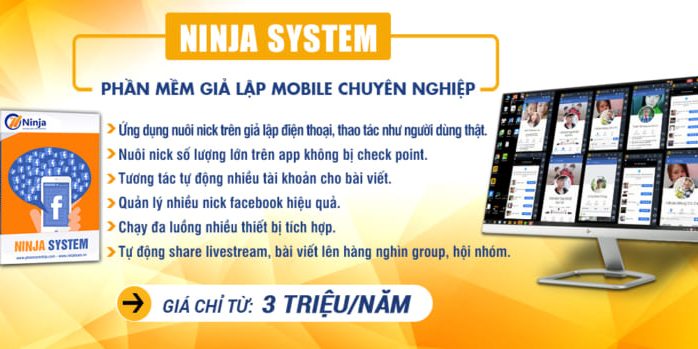 NINJA SYSTEM
PHẦN MỀM GIẢ LẬP MOBILE CHUYÊN NGHIỆP
Ninja
Ứng dụng nuôi nick trên giả lập điện thoại, thao tác như người dùng thật.
Nuôi nick số lượng lớn trên app không bị check point.
Tương tác tự động nhiều tài khoản cho bài viết.
Quản lý nhiều nick facebook hiệu quả.
Chạy đa luồng nhiều thiết bị tích hợp.
Tự động share livestream, bài viết lên hàng nghìn group, hội nhóm.
NINJA SYSTEM
GIÁ CHỈ TỪ: 3 TRIỆU/NĂM